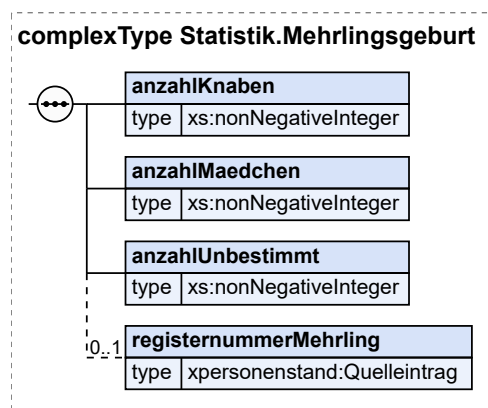 complexType Statistik.Mehrlingsgeburt
anzahlKnaben
type xs:nonNegativeInteger
anzahlMaedchen
type xs:nonNegativeInteger
anzahlUnbestimmt
type xs:nonNegativeInteger
0..1
registernummerMehrling
type xpersonenstand:Quelleintrag